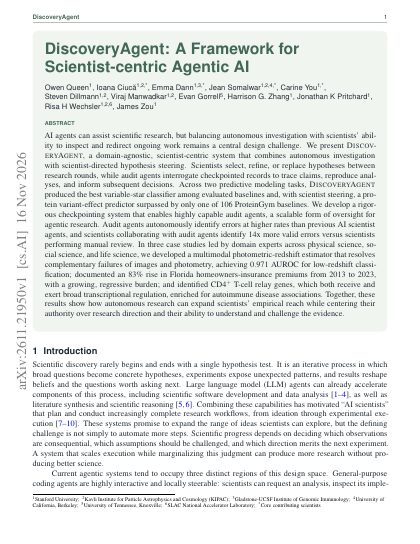 DiscoveryAgent
1
DiscoveryAgent: A Framework for
Scientist-centric Agentic AI
Owen Queen¹, Ioana Ciucă¹,²,*, Emma Dann¹,³,*, Jean Somalwar¹,²,⁴,*, Carine You¹,*,
Steven Dillmann¹,², Viraj Manwadkar¹,², Evan Gorrell⁵, Harrison G. Zhang¹, Jonathan K Pritchard¹,
Risa H Wechsler¹,²,⁶, James Zou¹
ABSTRACT
AI agents can assist scientific research, but balancing autonomous investigation with scientists' abil-
ity to inspect and redirect ongoing work remains a central design challenge. We present DISCOV-
ERYAGENT, a domain-agnostic, scientist-centric system that combines autonomous investigation
with scientist-directed hypothesis steering. Scientists select, refine, or replace hypotheses between
research rounds, while audit agents interrogate checkpointed records to trace claims, reproduce anal-
yses, and inform subsequent decisions. Across two predictive modeling tasks, DISCOVERYAGENT
produced the best variable-star classifier among evaluated baselines and, with scientist steering, a pro-
tein variant-effect predictor surpassed by only one of 106 ProteinGym baselines. We develop a rigor-
ous checkpointing system that enables highly capable audit agents, a scalable form of oversight for
agentic research. Audit agents autonomously identify errors at higher rates than previous AI scientist
agents, and scientists collaborating with audit agents identify 14x more valid errors versus scientists
performing manual review. In three case studies led by domain experts across physical science, so-
cial science, and life science, we developed a multimodal photometric-redshift estimator that resolves
complementary failures of images and photometry, achieving 0.971 AUROC for low-redshift classi-
fication; documented an 83% rise in Florida homeowners-insurance premiums from 2013 to 2023,
with a growing, regressive burden; and identified CD4⁺ T-cell relay genes, which both receive and
exert broad transcriptional regulation, enriched for autoimmune disease associations. Together, these
results show how autonomous research can expand scientists' empirical reach while centering their
authority over research direction and their ability to understand and challenge the evidence.
arXiv:2611.21950v1 [cs.AI] 16 Nov 2026
1 Introduction
Scientific discovery rarely begins and ends with a single hypothesis test. It is an iterative process in which
broad questions become concrete hypotheses, experiments expose unexpected patterns, and results reshape
beliefs and the questions worth asking next. Large language model (LLM) agents can already accelerate
components of this process, including scientific software development and data analysis [1–4], as well as
literature synthesis and scientific reasoning [5,6]. Combining these capabilities has motivated "AI scientists"
that plan and conduct increasingly complete research workflows, from ideation through experimental exe-
cution [7–10]. These systems promise to expand the range of ideas scientists can explore, but the defining
challenge is not simply to automate more steps. Scientific progress depends on deciding which observations
are consequential, which assumptions should be challenged, and which direction merits the next experiment.
A system that scales execution while marginalizing this judgment can produce more research without pro-
ducing better science.
Current agentic systems tend to occupy three distinct regions of this design space. General-purpose
coding agents are highly interactive and locally steerable: scientists can request an analysis, inspect its imple-
¹Stanford University; ²Kavli Institute for Particle Astrophysics and Cosmology (KIPAC); ³Gladstone-UCSF Institute of Genomic Immunology; ⁴University of
California, Berkeley; ⁵University of Tennessee, Knoxville; ⁶SLAC National Accelerator Laboratory; *Core contributing scientists